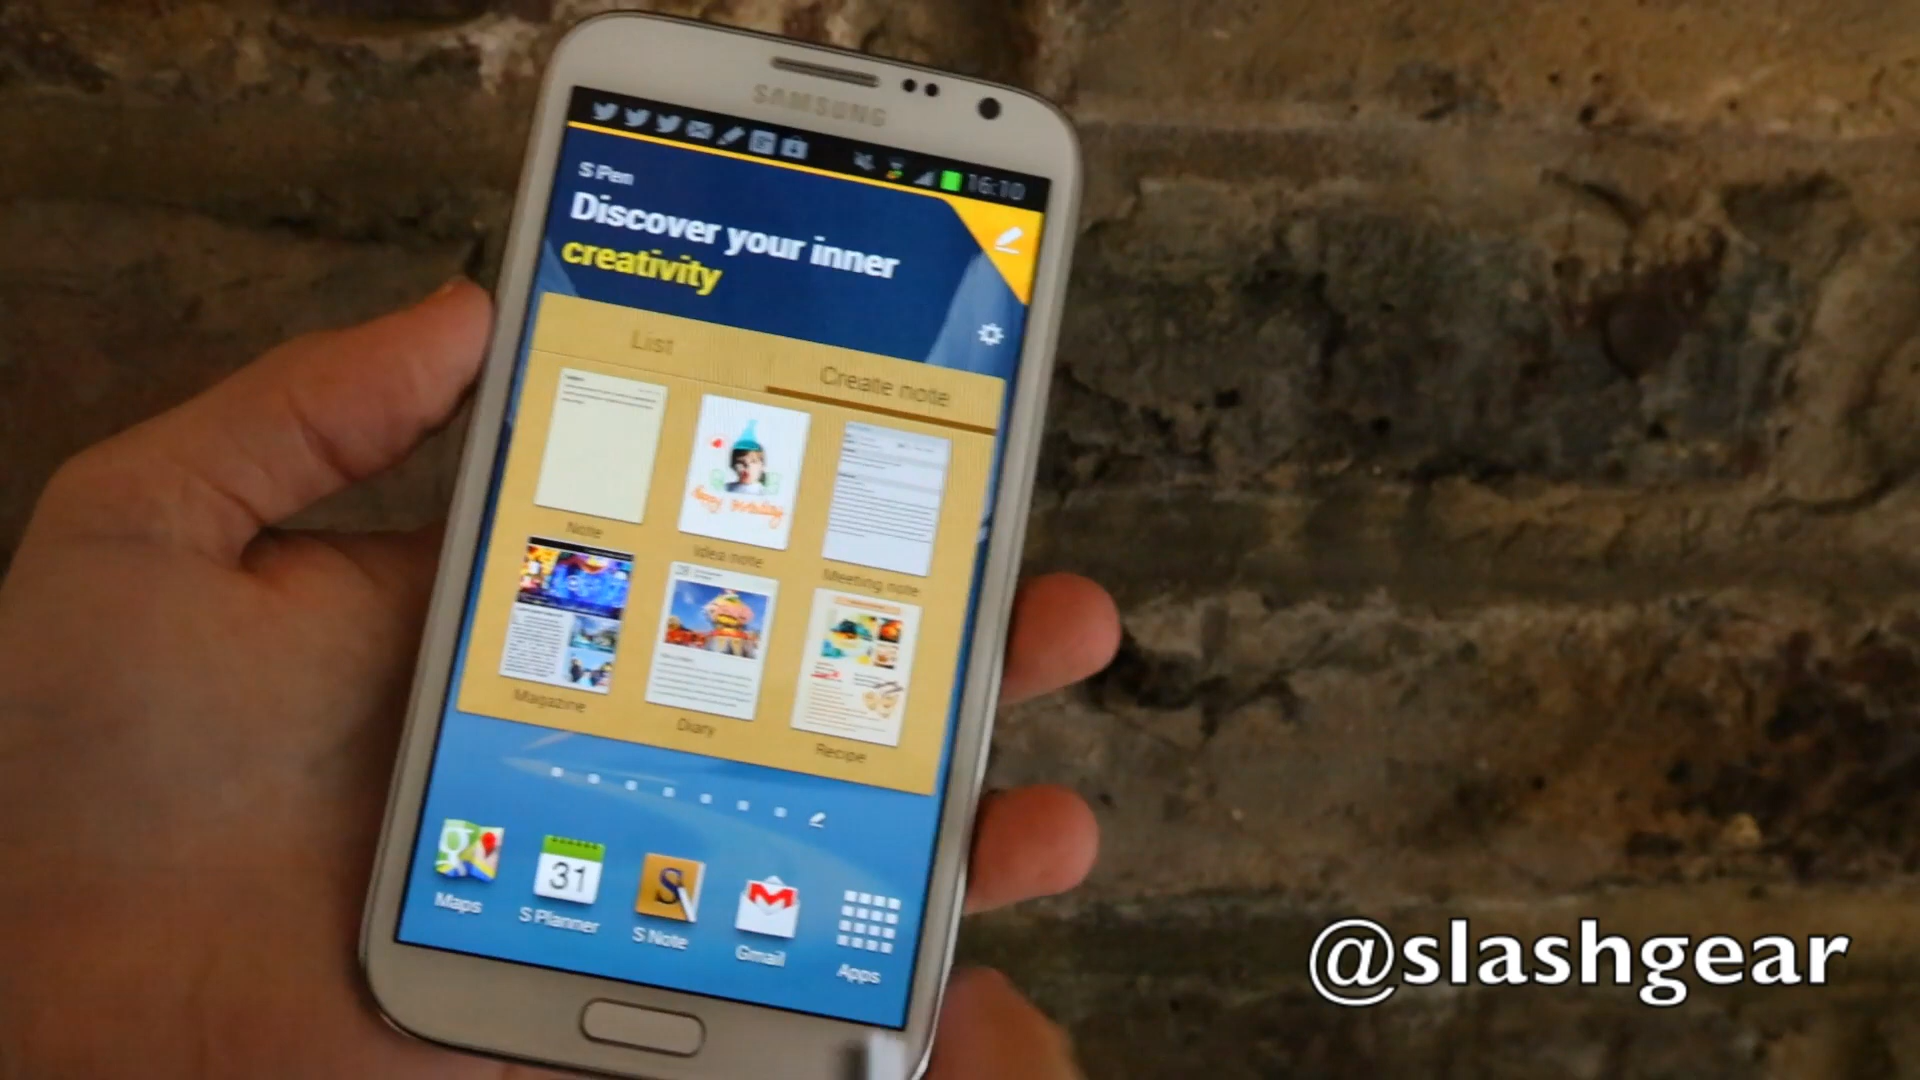 SAMSUNG
16:10
S Pen
Discover your inner
creativity
List
Create note
Note
Idea note
Meeting note
Magazine
Diary
Recipe
31
Maps
S Planner
S Note
Gmail
Apps
@slashgear